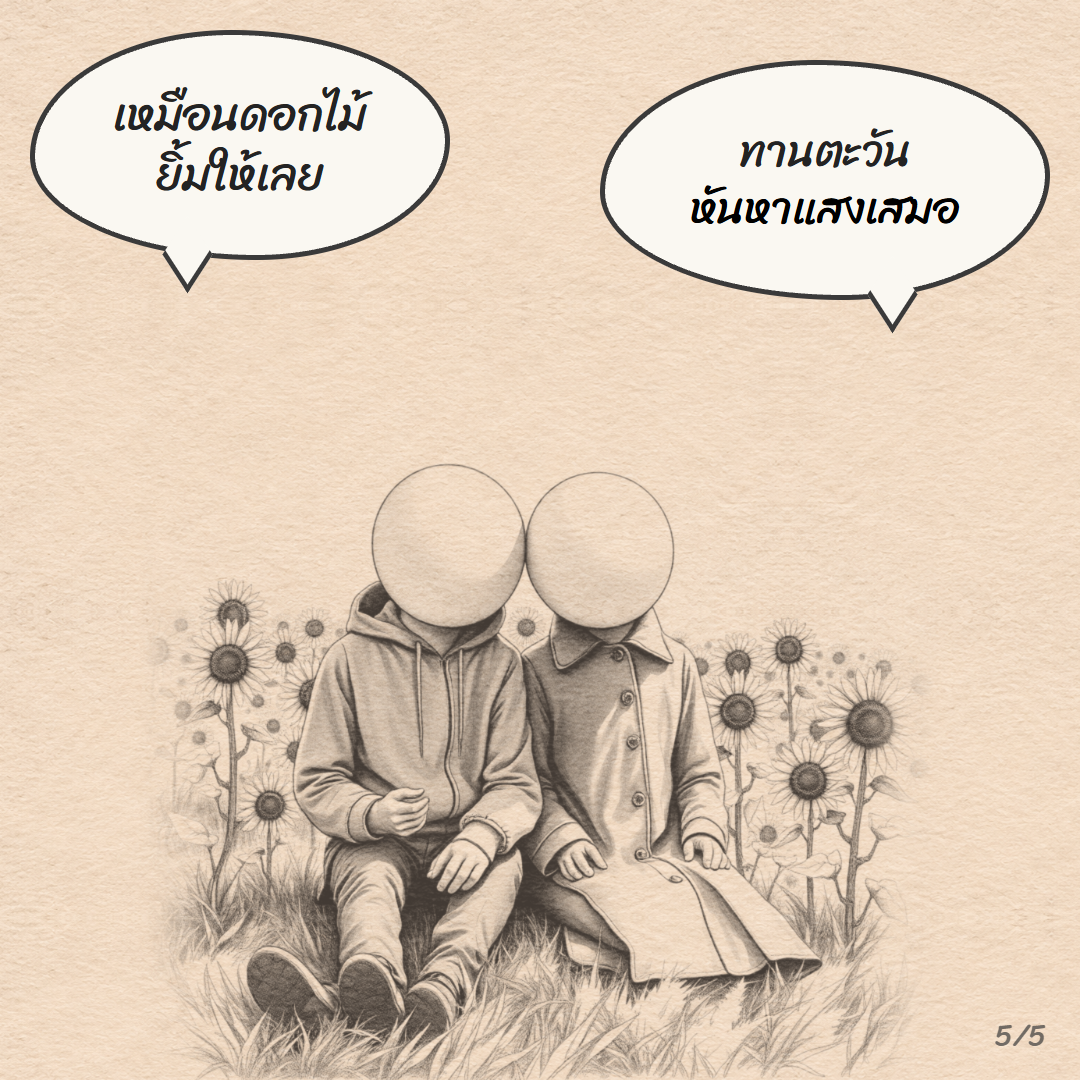 เหมือนดอกไม้
ยิ้มให้เลย
ทานตะวัน
หันหาแสงเสมอ
5/5